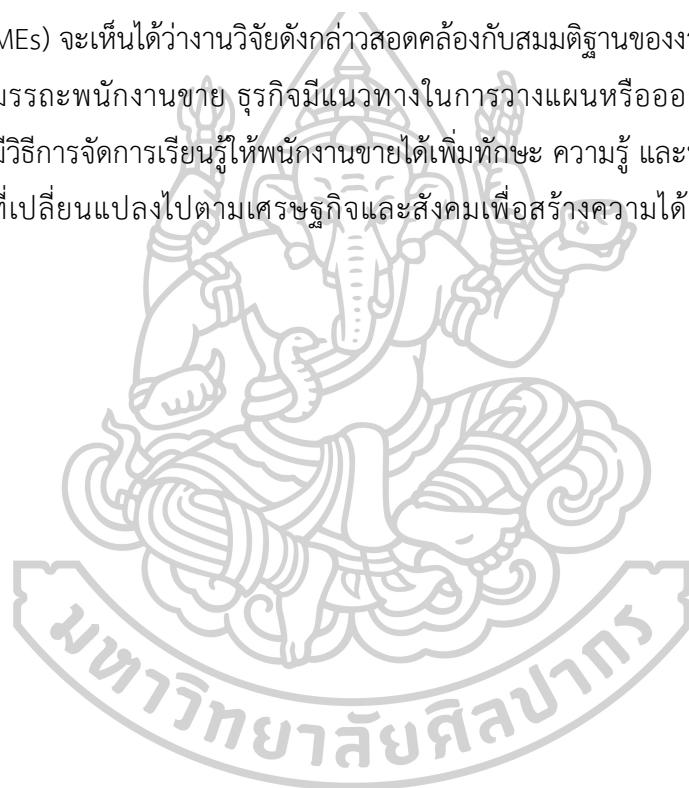 MEs) จะเห็นได้ว่างานวิจัยดังกล่าวสอดคล้องกับสมมติฐานของ
มรรถะพนักงานขาย ธุรกิจมีแนวทางในการวางแผนหรือออ
มีวิธีการจัดการเรียนรู้ให้พนักงานขายได้เพิ่มทักษะ ความรู้ และ
ที่เปลี่ยนแปลงไปตามเศรษฐกิจและสังคมเพื่อสร้างความได้
มหาวิทยาลัยศิลปากร